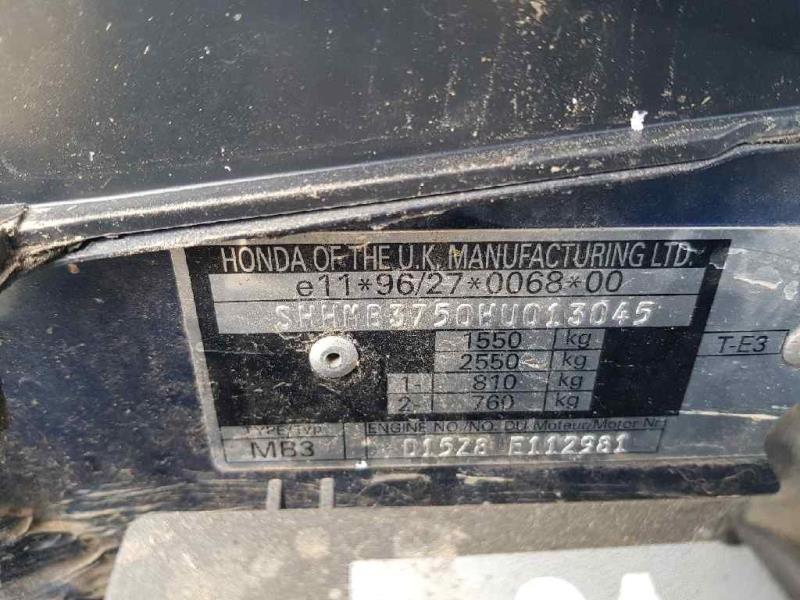 HONDA OF THE U.K. MANUFACTURING LTD.
e11*96/27*0068*00
SHHMB3750HU013045
1550 kg
2550 kg
T-E3
1- 810 kg
2- 760 kg
TYPE/TYP ENGINE NO./NO. DU Moteur/Motor Nr.
MB3 D15Z8 E112981